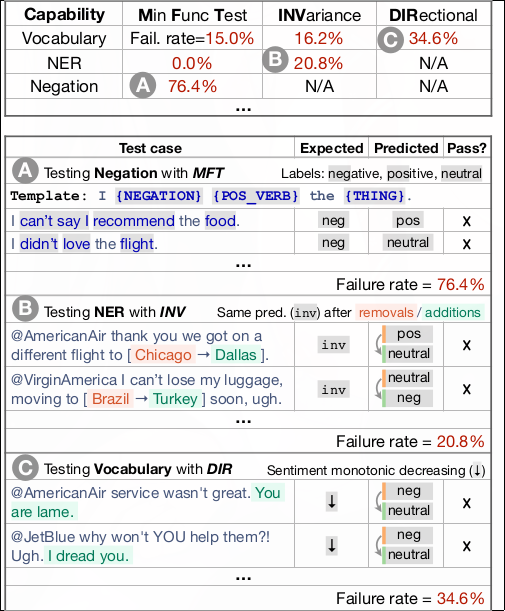 Capability Min Func Test INVariance DIRectional
Vocabulary Fail. rate=15.0% 16.2% C 34.6%
NER 0.0% B 20.8% N/A
Negation A 76.4% N/A N/A
...
Test case Expected Predicted Pass?
A Testing Negation with MFT Labels: negative, positive, neutral
Template: I {NEGATION} {POS_VERB} the {THING}.
I can't say I recommend the food. neg pos X
I didn't love the flight. neg neutral X
...
Failure rate = 76.4%
B Testing NER with INV Same pred. (inv) after removals / additions
@AmericanAir thank you we got on a inv pos X
different flight to [ Chicago → Dallas ]. neutral
@VirginAmerica I can't lose my luggage, inv neutral X
moving to [ Brazil → Turkey ] soon, ugh. neg
...
Failure rate = 20.8%
C Testing Vocabulary with DIR Sentiment monotonic decreasing (↓)
@AmericanAir service wasn't great. You ↓ neg X
are lame. neutral
@JetBlue why won't YOU help them?! ↓ neg X
Ugh. I dread you. neutral
...
Failure rate = 34.6%